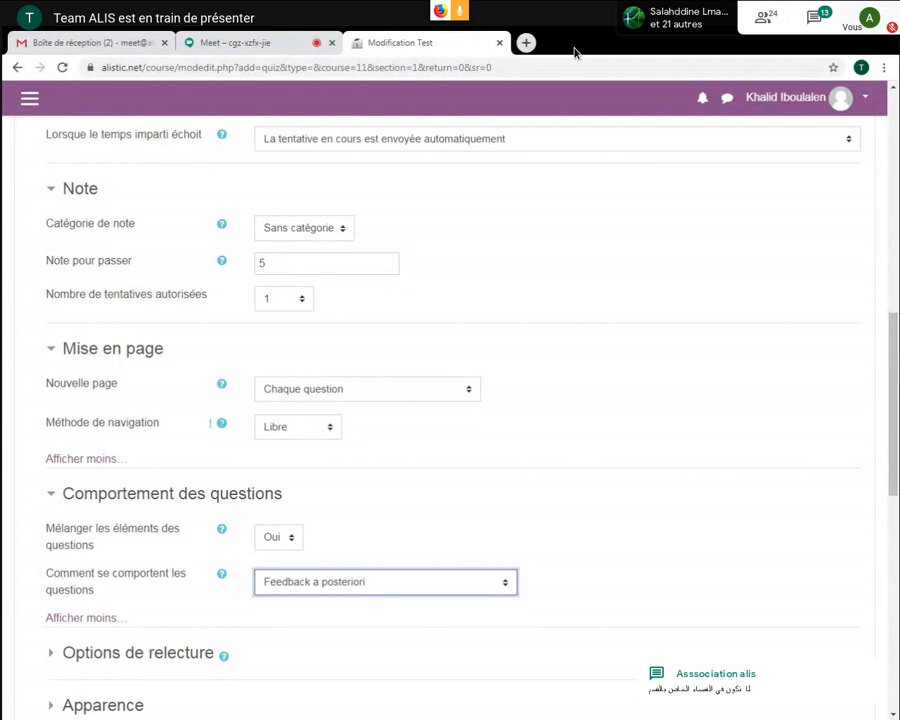 Team ALIS est en train de présenter
Salahddine Lma...
et 21 autres
24
13
Vous
A
Boîte de réception (2) - meet@a
Meet – cgz-xzfx-jie
Modification Test
alistic.net/course/modedit.php?add=quiz&type=&course=11&section=1&return=0&sr=0
Khalid Iboulalen
Lorsque le temps imparti échoit
La tentative en cours est envoyée automatiquement
Note
Catégorie de note
Sans catégorie
Note pour passer
5
Nombre de tentatives autorisées
1
Mise en page
Nouvelle page
Chaque question
Méthode de navigation
Libre
Afficher moins...
Comportement des questions
Mélanger les éléments des
questions
Oui
Comment se comportent les
questions
Feedback a posteriori
Afficher moins...
Options de relecture
Apparence
Asssociation alis
تكون في الفضاء الخاص بالقسم